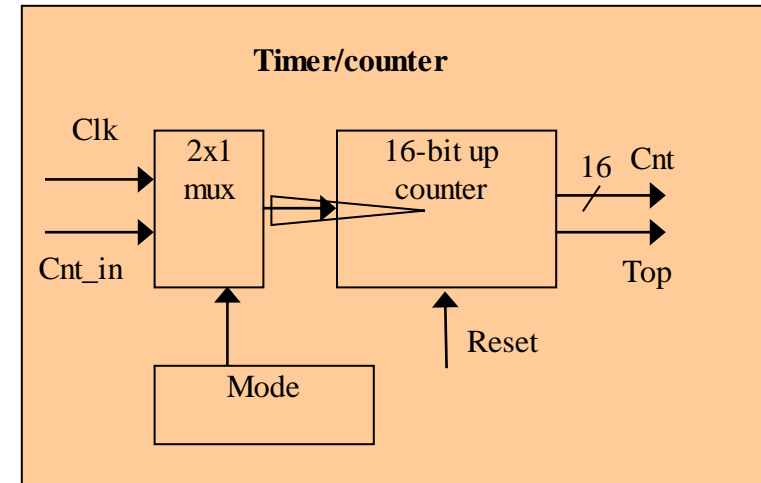 Timer/counter
Clk
2x1
mux
16-bit up
counter
16
Cnt
Cnt_in
Top
Reset
Mode